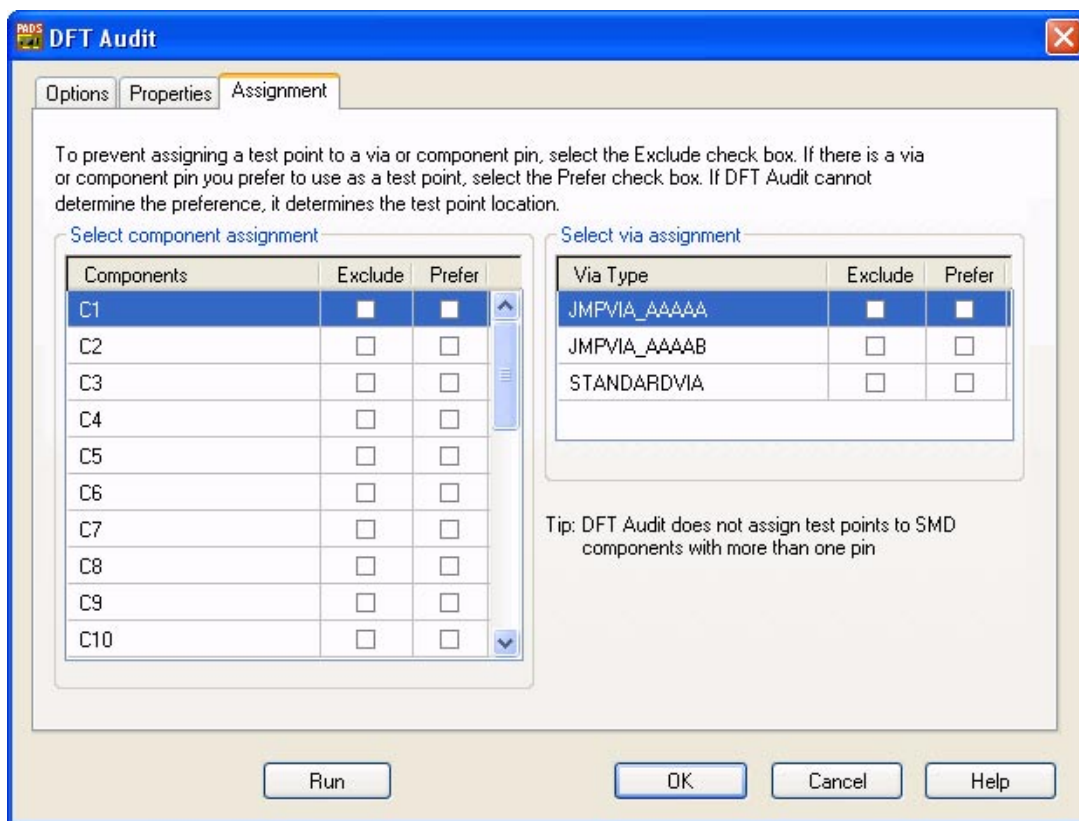 PADS
DFT Audit
Options Properties Assignment
To prevent assigning a test point to a via or component pin, select the Exclude check box. If there is a via
or component pin you prefer to use as a test point, select the Prefer check box. If DFT Audit cannot
determine the preference, it determines the test point location.
Select component assignment
Components Exclude Prefer
C1
C2
C3
C4
C5
C6
C7
C8
C9
C10
Select via assignment
Via Type Exclude Prefer
JMPVIA_AAAAA
JMPVIA_AAAAB
STANDARDVIA
Tip: DFT Audit does not assign test points to SMD
components with more than one pin
Run OK Cancel Help